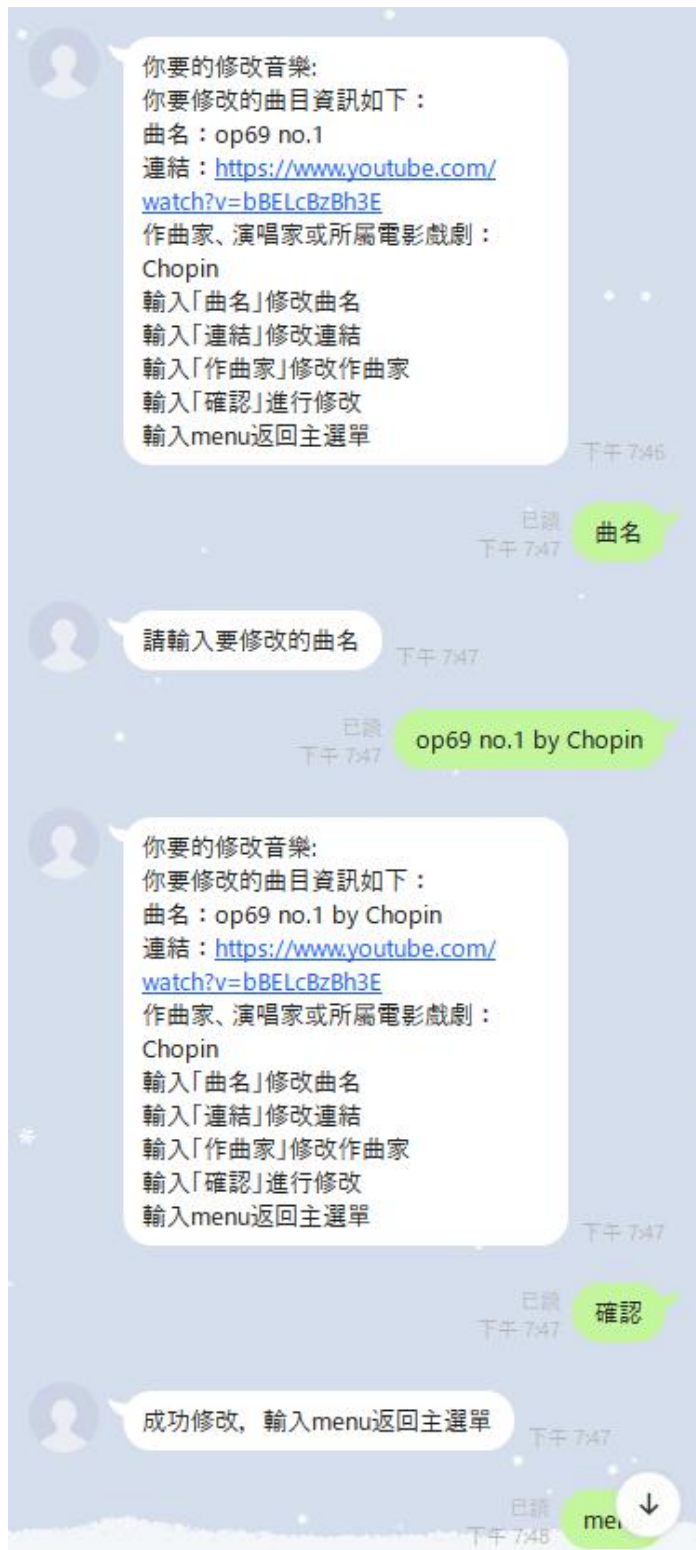 你要的修改音樂:
你要修改的曲目資訊如下：
曲名：op69 no.1
連結：https://www.youtube.com/
watch?v=bBELcBzBh3E
作曲家、演唱家或所屬電影戲劇：
Chopin
輸入「曲名」修改曲名
輸入「連結」修改連結
輸入「作曲家」修改作曲家
輸入「確認」進行修改
輸入menu返回主選單
下午 7:46
已讀
下午 7:47
曲名
請輸入要修改的曲名
下午 7:47
已讀
下午 7:47
op69 no.1 by Chopin
你要的修改音樂:
你要修改的曲目資訊如下：
曲名：op69 no.1 by Chopin
連結：https://www.youtube.com/
watch?v=bBELcBzBh3E
作曲家、演唱家或所屬電影戲劇：
Chopin
輸入「曲名」修改曲名
輸入「連結」修改連結
輸入「作曲家」修改作曲家
輸入「確認」進行修改
輸入menu返回主選單
下午 7:47
已讀
下午 7:47
確認
成功修改，輸入menu返回主選單
下午 7:47
已讀
下午 7:48